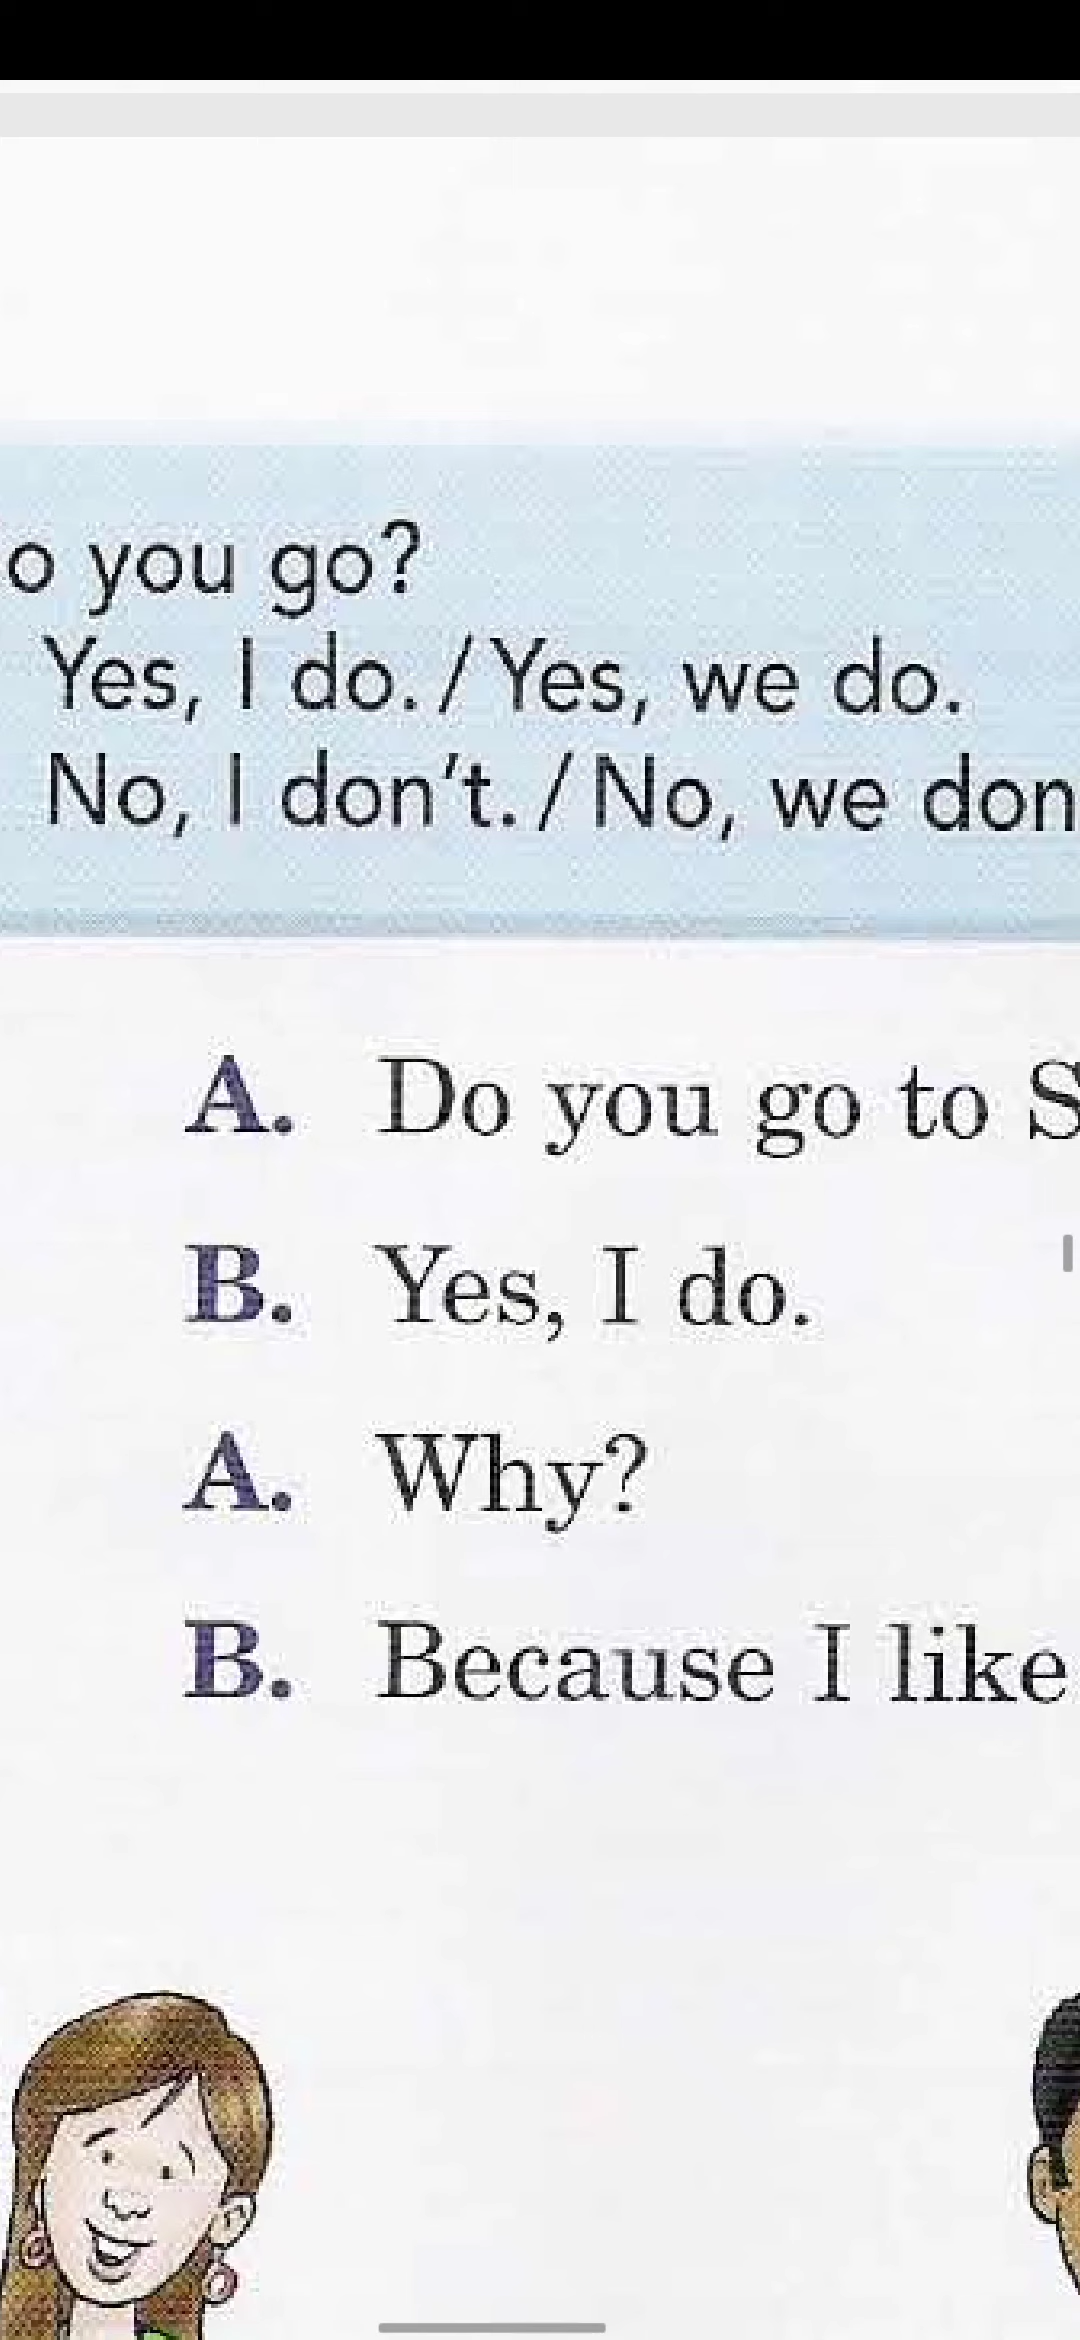 o you go?
Yes, I do. / Yes, we do.
No, I don't. / No, we don
A. Do you go to S
B. Yes, I do.
A. Why?
B. Because I like